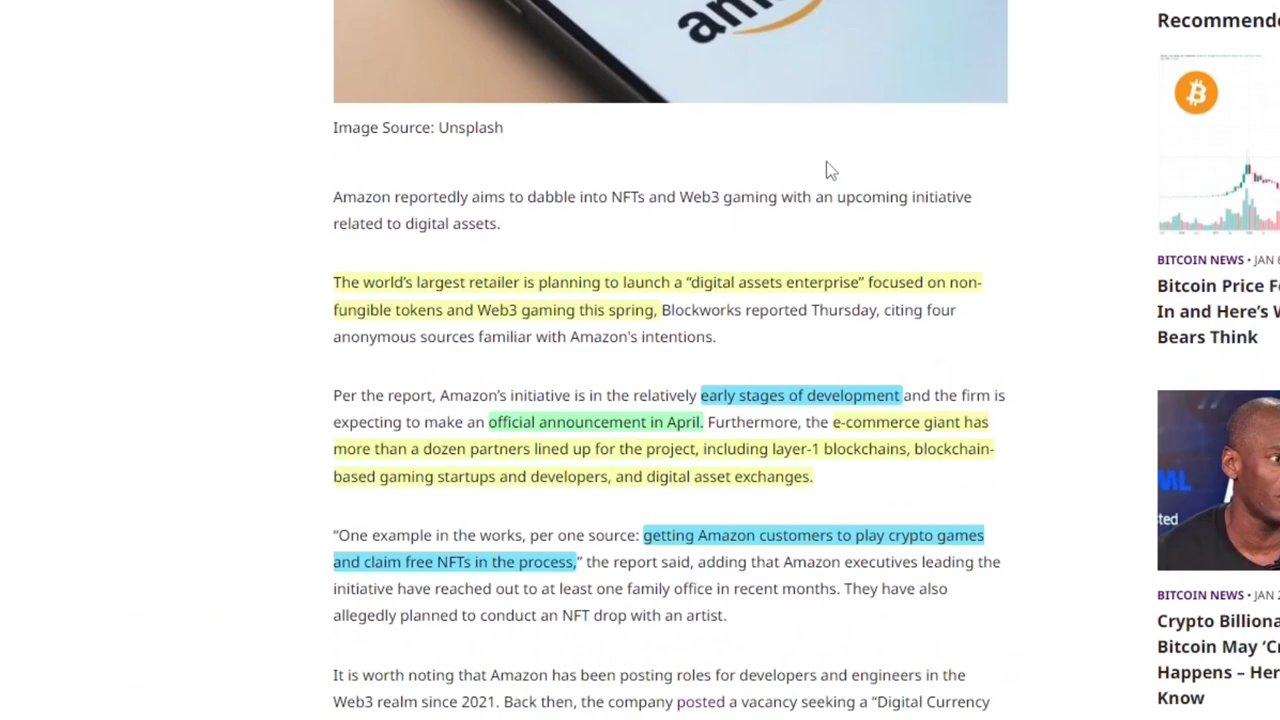 Image Source: Unsplash
Amazon reportedly aims to dabble into NFTs and Web3 gaming with an upcoming initiative
related to digital assets.
The world’s largest retailer is planning to launch a “digital assets enterprise” focused on non-
fungible tokens and Web3 gaming this spring, Blockworks reported Thursday, citing four
anonymous sources familiar with Amazon's intentions.
Per the report, Amazon’s initiative is in the relatively early stages of development and the firm is
expecting to make an official announcement in April. Furthermore, the e-commerce giant has
more than a dozen partners lined up for the project, including layer-1 blockchains, blockchain-
based gaming startups and developers, and digital asset exchanges.
“One example in the works, per one source: getting Amazon customers to play crypto games
and claim free NFTs in the process,” the report said, adding that Amazon executives leading the
initiative have reached out to at least one family office in recent months. They have also
allegedly planned to conduct an NFT drop with an artist.
It is worth noting that Amazon has been posting roles for developers and engineers in the
Web3 realm since 2021. Back then, the company posted a vacancy seeking a “Digital Currency
Recommende
BITCOIN NEWS • JAN
Bitcoin Price F
In and Here’s
Bears Think
BITCOIN NEWS • JAN 2
Crypto Billiona
Bitcoin May ‘C
Happens – Her
Know